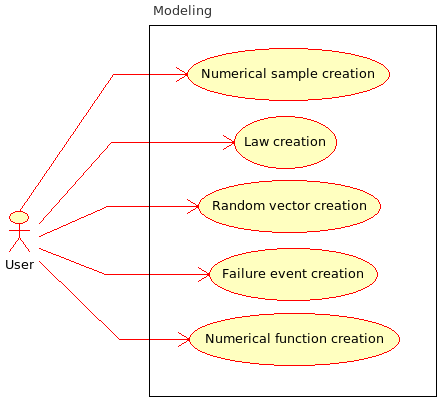 Modeling
Numerical sample creation
Law creation
Random vector creation
User
Failure event creation
Numerical function creation